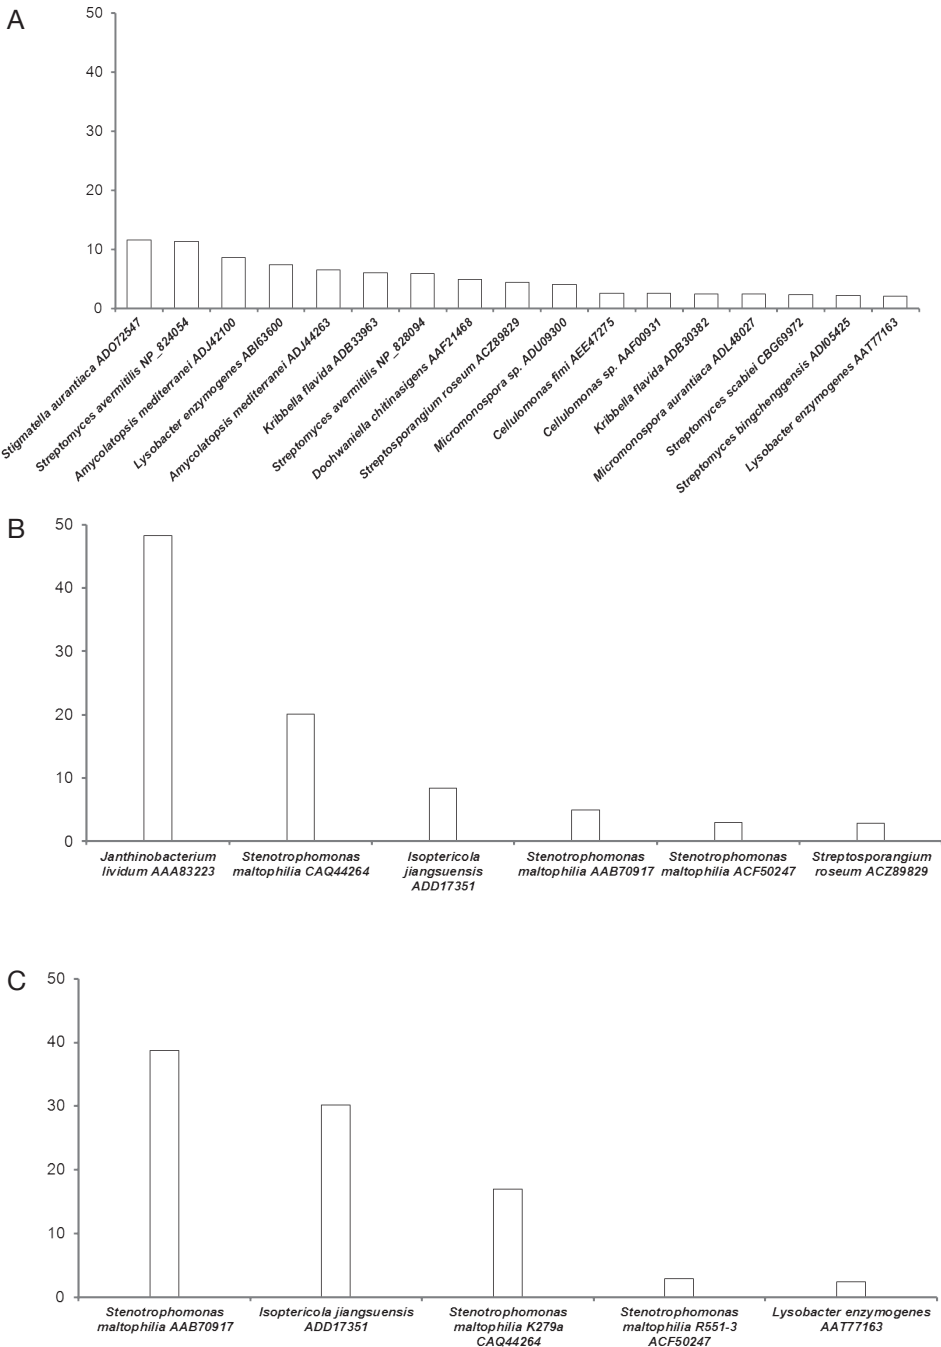 A
50
40
30
20
10
0
Stigmatella aurantiaca ADO72547
Streptomyces avermitilis NP_824054
Amycolatopsis mediterranei ADJ42100
Lysobacter enzymogenes ABI63600
Amycolatopsis mediterranei ADJ44263
Kribbella flavida ADB33963
Streptomyces avermitilis NP_828094
Doohwaniella chitinasigens AAF21468
Streptosporangium roseum ACZ89829
Micromonospora sp. ADU09300
Cellulomonas fimi AEE47275
Cellulomonas sp. AAF00931
Kribbella flavida ADB30382
Micromonospora aurantiaca ADL48027
Streptomyces scabiei CBG69972
Streptomyces bingchenggensis ADI05425
Lysobacter enzymogenes AAT77163
B
50
40
30
20
10
0
Janthinobacterium
lividum AAA83223
Stenotrophomonas
maltophilia CAQ44264
Isoptericola
jiangsuensis
ADD17351
Stenotrophomonas
maltophilia AAB70917
Stenotrophomonas
maltophilia ACF50247
Streptosporangium
roseum ACZ89829
C
50
40
30
20
10
0
Stenotrophomonas
maltophilia AAB70917
Isoptericola jiangsuensis
ADD17351
Stenotrophomonas
maltophilia K279a
CAQ44264
Stenotrophomonas
maltophilia R551-3
ACF50247
Lysobacter enzymogenes
AAT77163